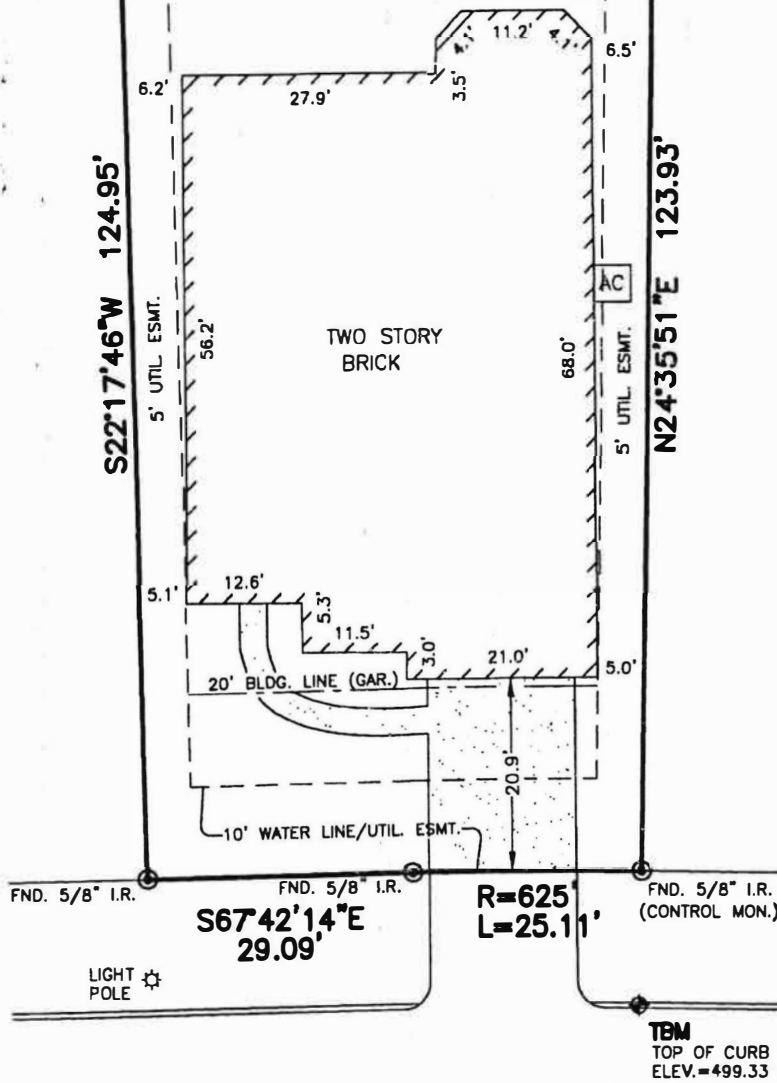 4.1'
11.2'
4.1'
6.5'
6.2'
27.9'
3.5'
S22°17'46"W 124.95'
N24°35'51"E 123.93'
AC
5' UTIL ESMT.
56.2'
TWO STORY
BRICK
68.0'
5' UTIL ESMT.
5.1'
12.6'
5.3'
11.5'
3.0'
21.0'
5.0'
20' BLDG. LINE (GAR.)
20.9'
10' WATER LINE/UTIL. ESMT.
FND. 5/8" I.R.
FND. 5/8" I.R.
FND. 5/8" I.R.
(CONTROL MON.)
S67°42'14"E
29.09'
R=625'
L=25.11'
LIGHT
POLE
TBM
TOP OF CURB
ELEV.=499.33